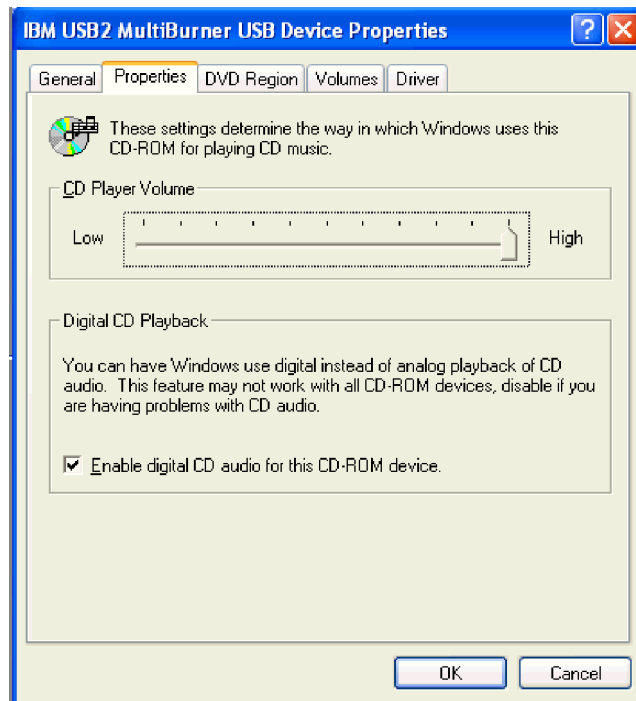 IBM USB2 MultiBurner USB Device Properties
General Properties DVD Region Volumes Driver
These settings determine the way in which Windows uses this
CD-ROM for playing CD music.
CD Player Volume
Low High
Digital CD Playback
You can have Windows use digital instead of analog playback of CD
audio. This feature may not work with all CD-ROM devices, disable if you
are having problems with CD audio.
Enable digital CD audio for this CD-ROM device.
OK Cancel